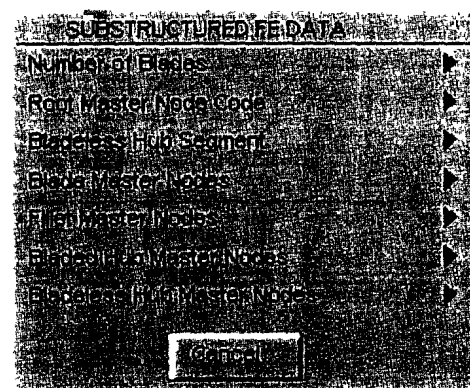 SUBSTRUCTURED FE DATA
Number of Blades
Root Master Node Code
Bladeless Hub Segment
Blade Master Nodes
Fillet Master Nodes
Bladed Hub Master Nodes
Bladeless Hub Master Nodes
Cancel